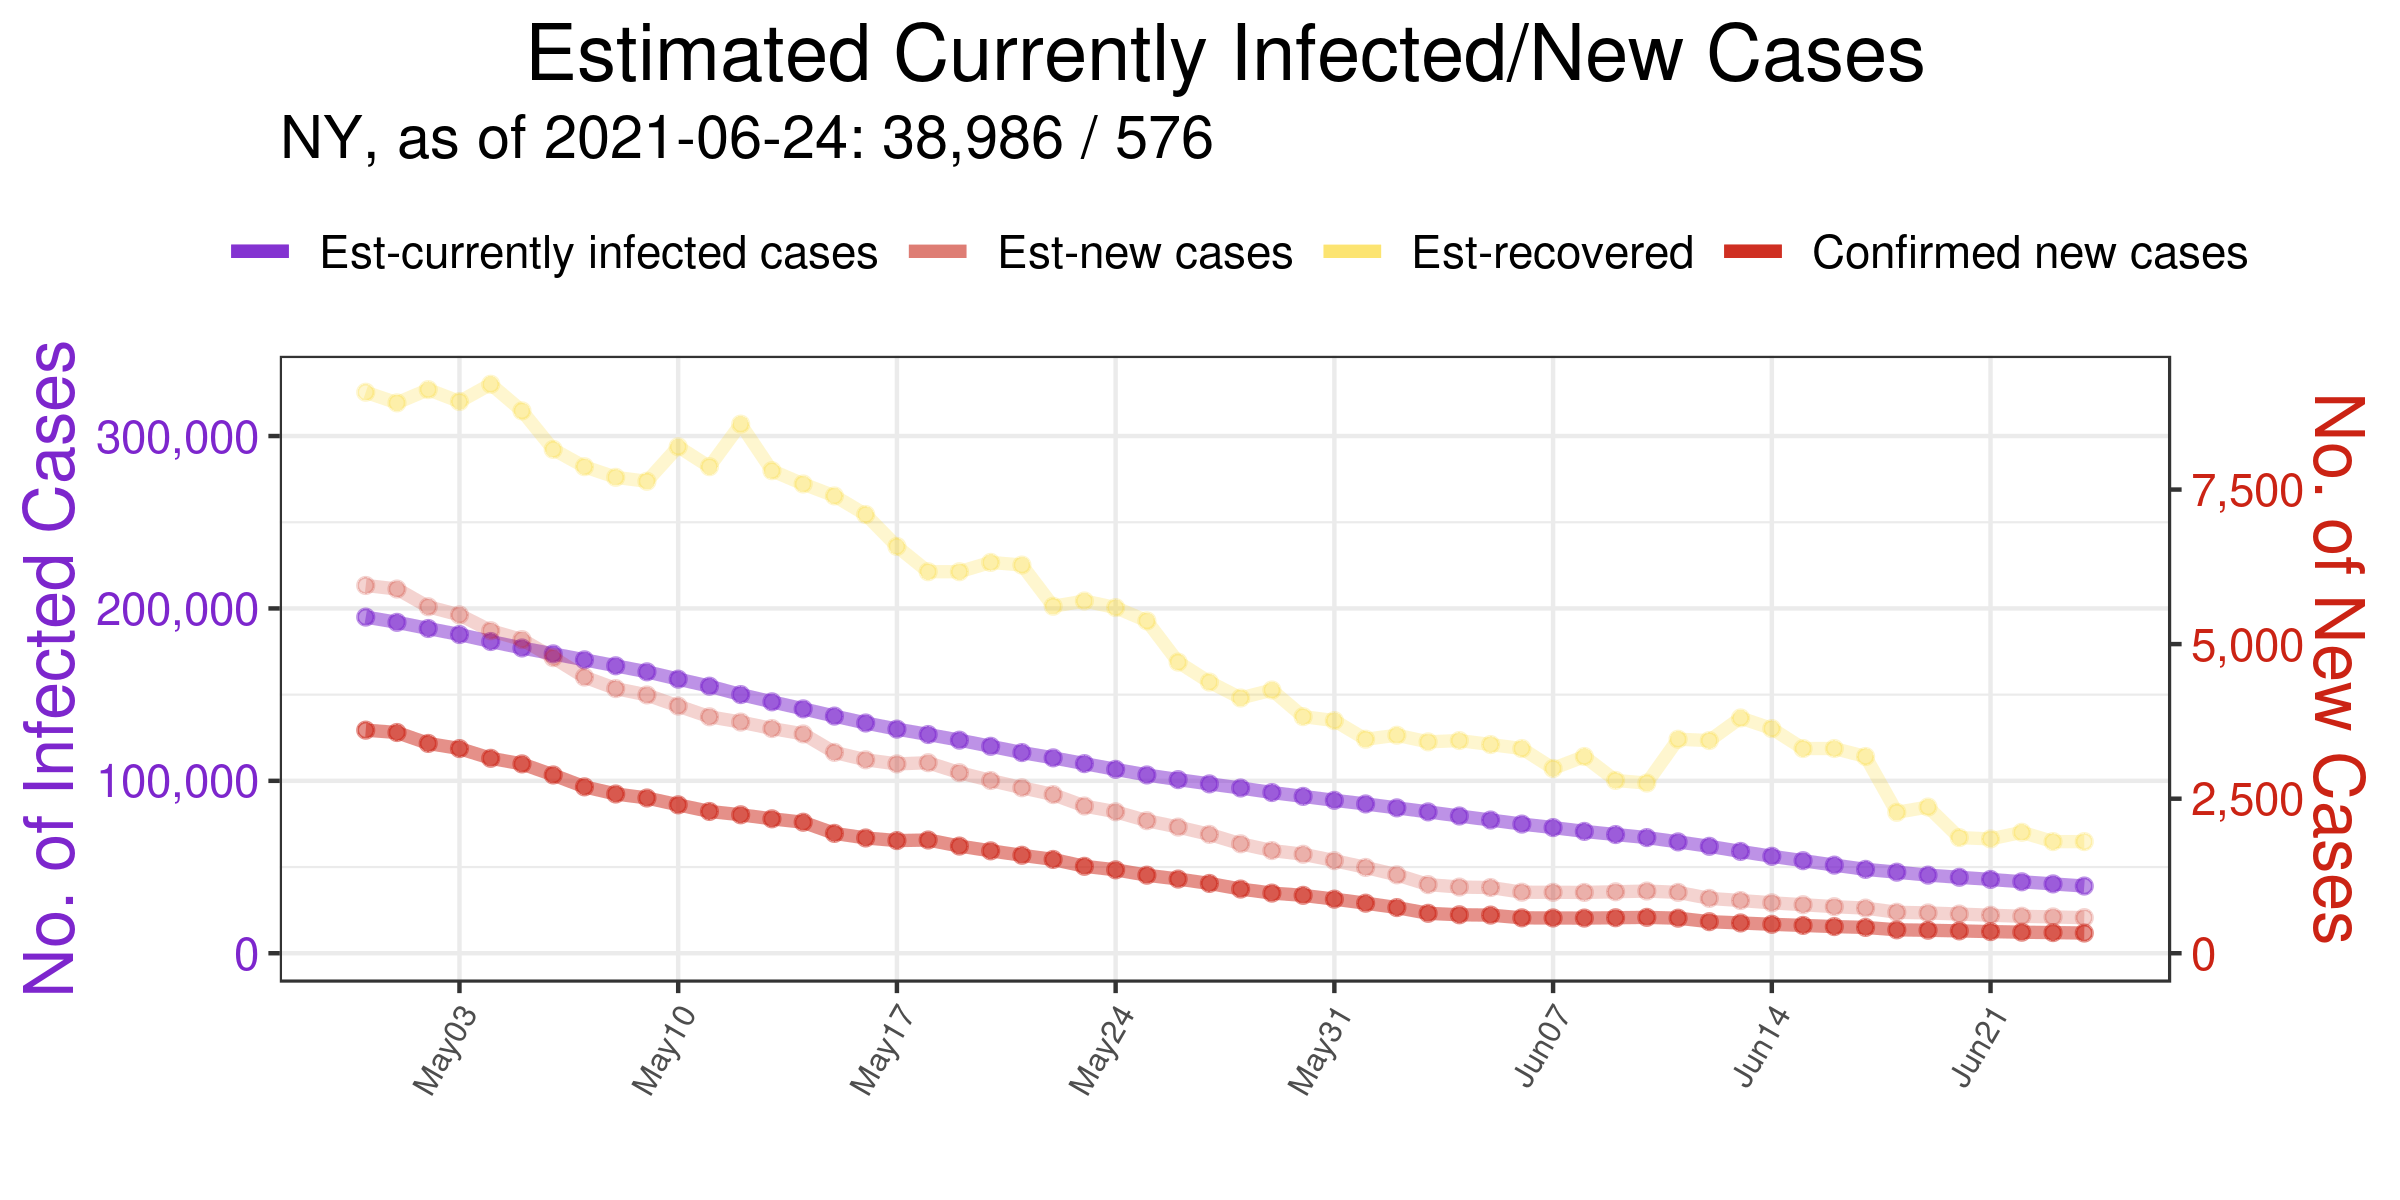 Estimated Currently Infected/New Cases
NY, as of 2021-06-24: 38,986 / 576
Est-currently infected cases Est-new cases Est-recovered Confirmed new cases
No. of Infected Cases
300,000
200,000
100,000
0
7,500
5,000
2,500
0
No. of New Cases
May03 May10 May17 May24 May31 Jun07 Jun14 Jun21